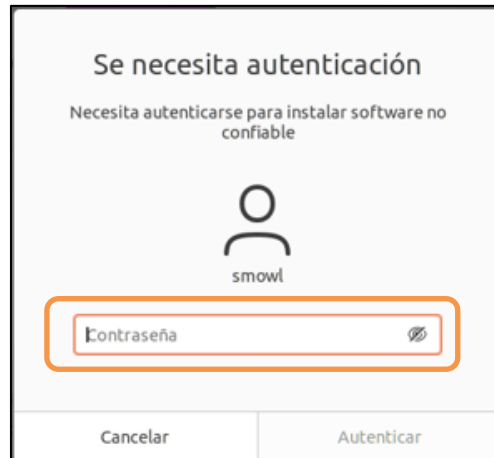 Se necesita autenticación
Necesita autenticarse para instalar software no
confiable
smowl
Contraseña
Cancelar
Autenticar